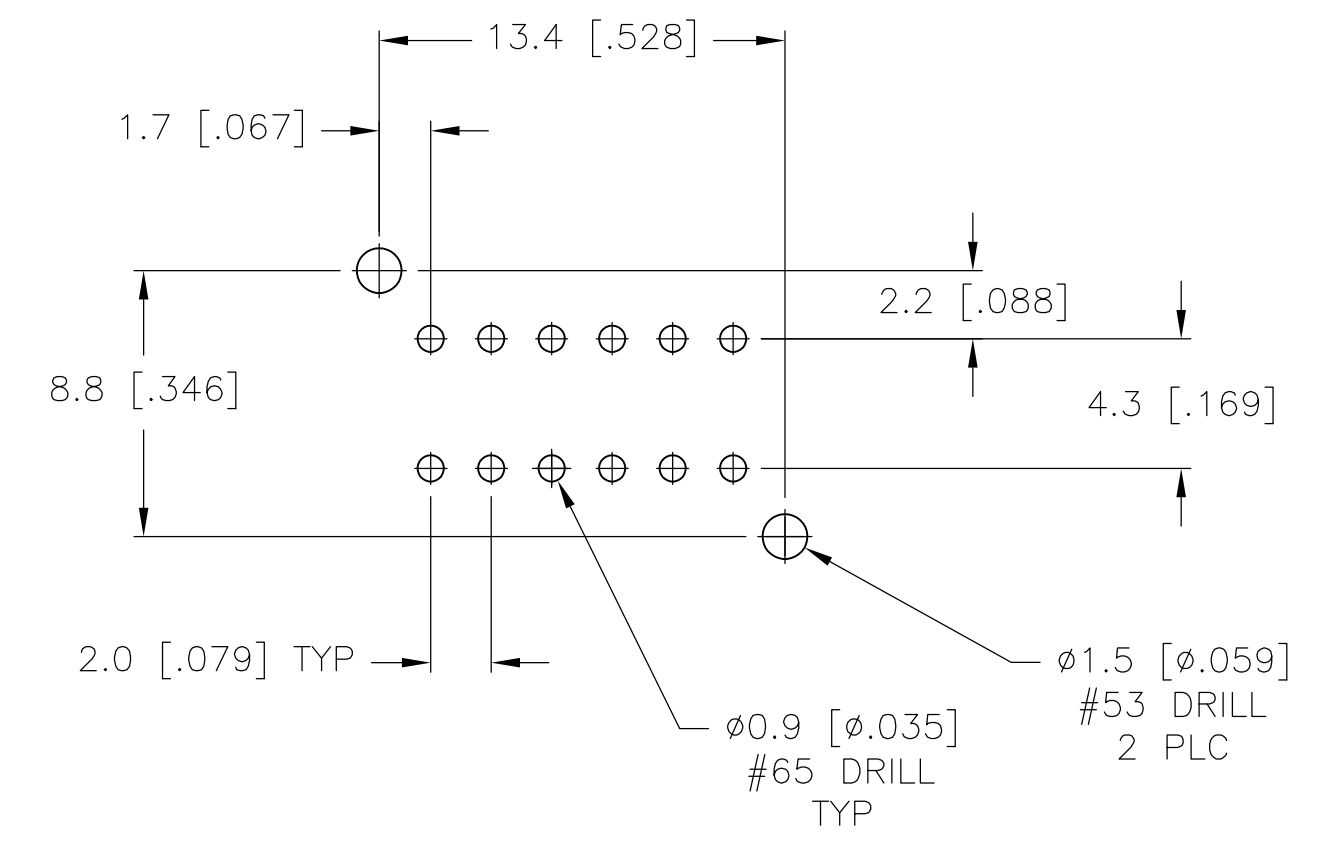 13.4 [.528]
1.7 [.067]
2.2 [.088]
8.8 [.346]
4.3 [.169]
2.0 [.079] TYP
ø1.5 [ø.059]
#53 DRILL
2 PLC
ø0.9 [ø.035]
#65 DRILL
TYP